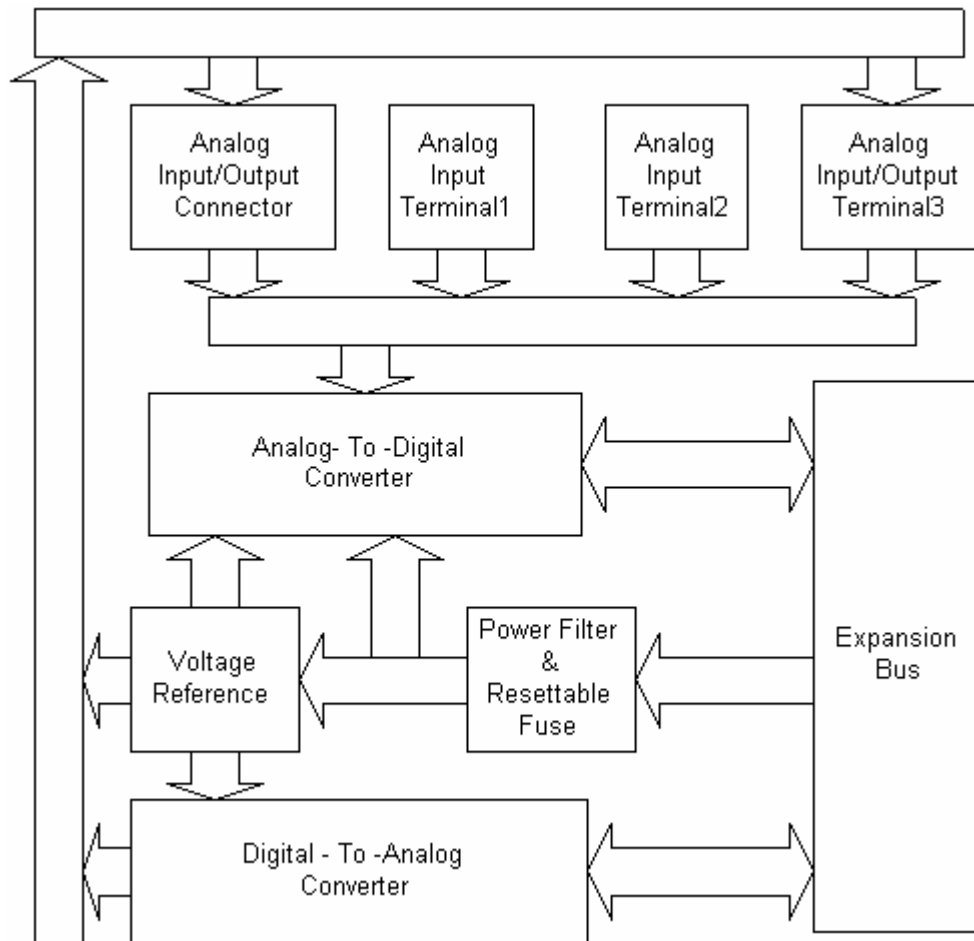 Analog
Input/Output
Connector
Analog
Input
Terminal1
Analog
Input
Terminal2
Analog
Input/Output
Terminal3
Analog- To -Digital
Converter
Voltage
Reference
Power Filter
&
Resettable
Fuse
Expansion
Bus
Digital - To -Analog
Converter